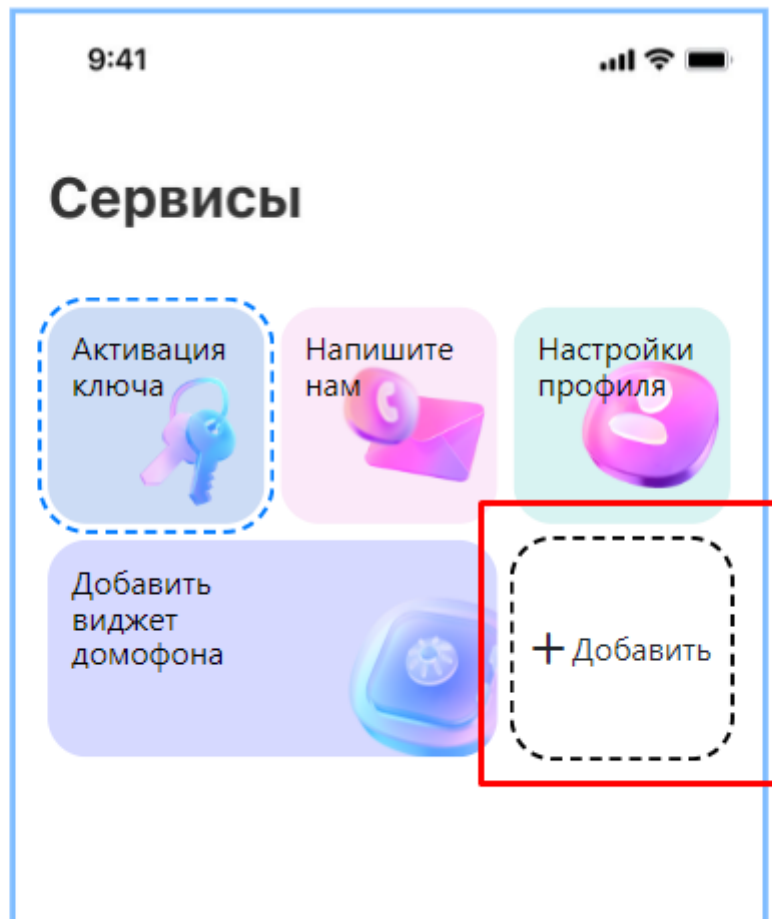 9:41
Сервисы
Активация
ключа
Напишите
нам
Настройки
профиля
Добавить
виджет
домофона
+ Добавить